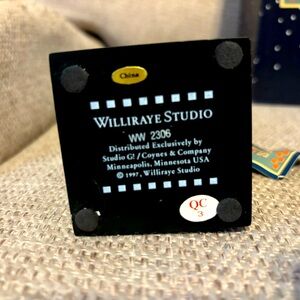 China
WILLIRAYE STUDIO
WW 2306
Distributed Exclusively by
Studio G! / Coynes & Company
Minneapolis, Minnesota USA
© 1997, Williraye Studio
QC
3